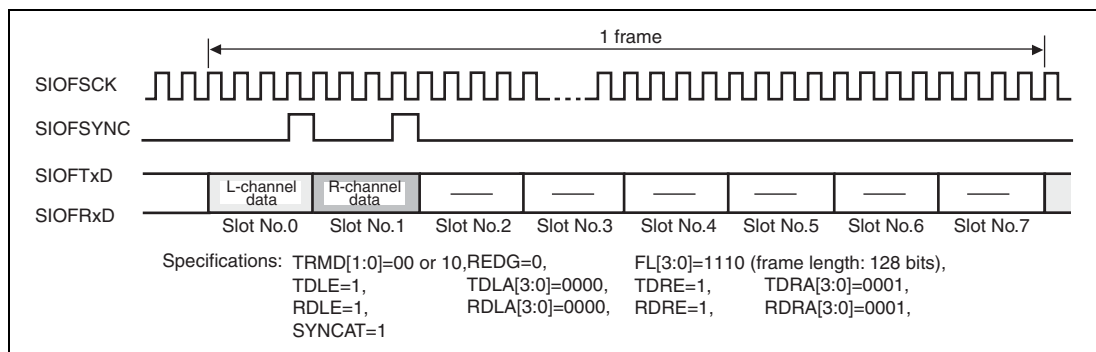 1 frame
SIOFSCK
SIOFSYNC
SIOFTxD
SIOFRxD
L-channel
data
R-channel
data
Slot No.0 Slot No.1 Slot No.2 Slot No.3 Slot No.4 Slot No.5 Slot No.6 Slot No.7
Specifications: TRMD[1:0]=00 or 10,REDG=0, FL[3:0]=1110 (frame length: 128 bits),
TDLE=1, TDLA[3:0]=0000, TDRE=1, TDRA[3:0]=0001,
RDLE=1, RDLA[3:0]=0000, RDRE=1, RDRA[3:0]=0001,
SYNCAT=1